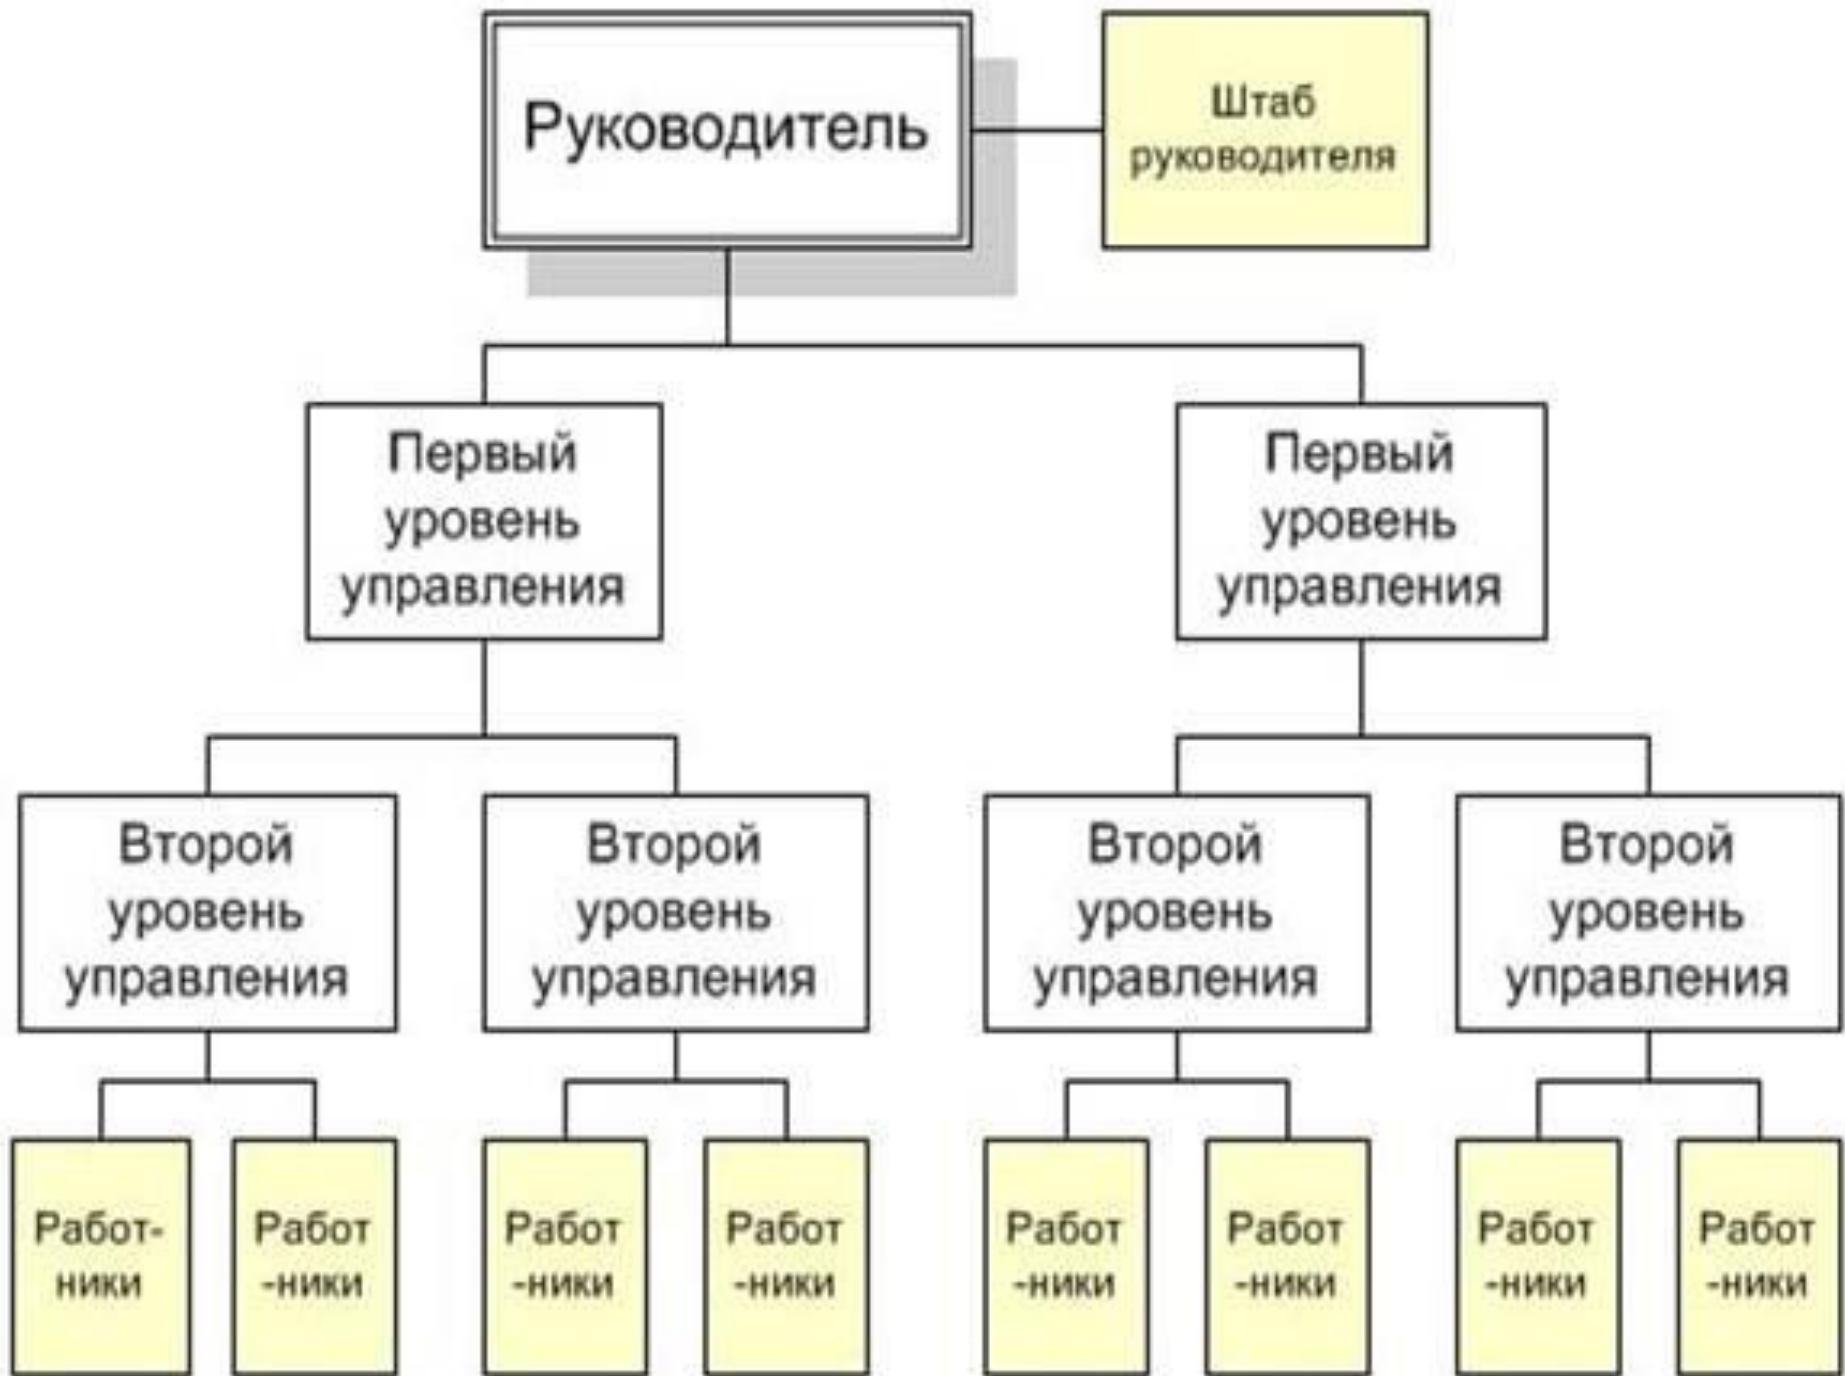 Руководитель
Штаб
руководителя
Первый
уровень
управления
Первый
уровень
управления
Второй
уровень
управления
Второй
уровень
управления
Второй
уровень
управления
Второй
уровень
управления
Работ-
ники
Работ
-ники
Работ
-ники
Работ
-ники
Работ
-ники
Работ
-ники
Работ
-ники
Работ
-ники